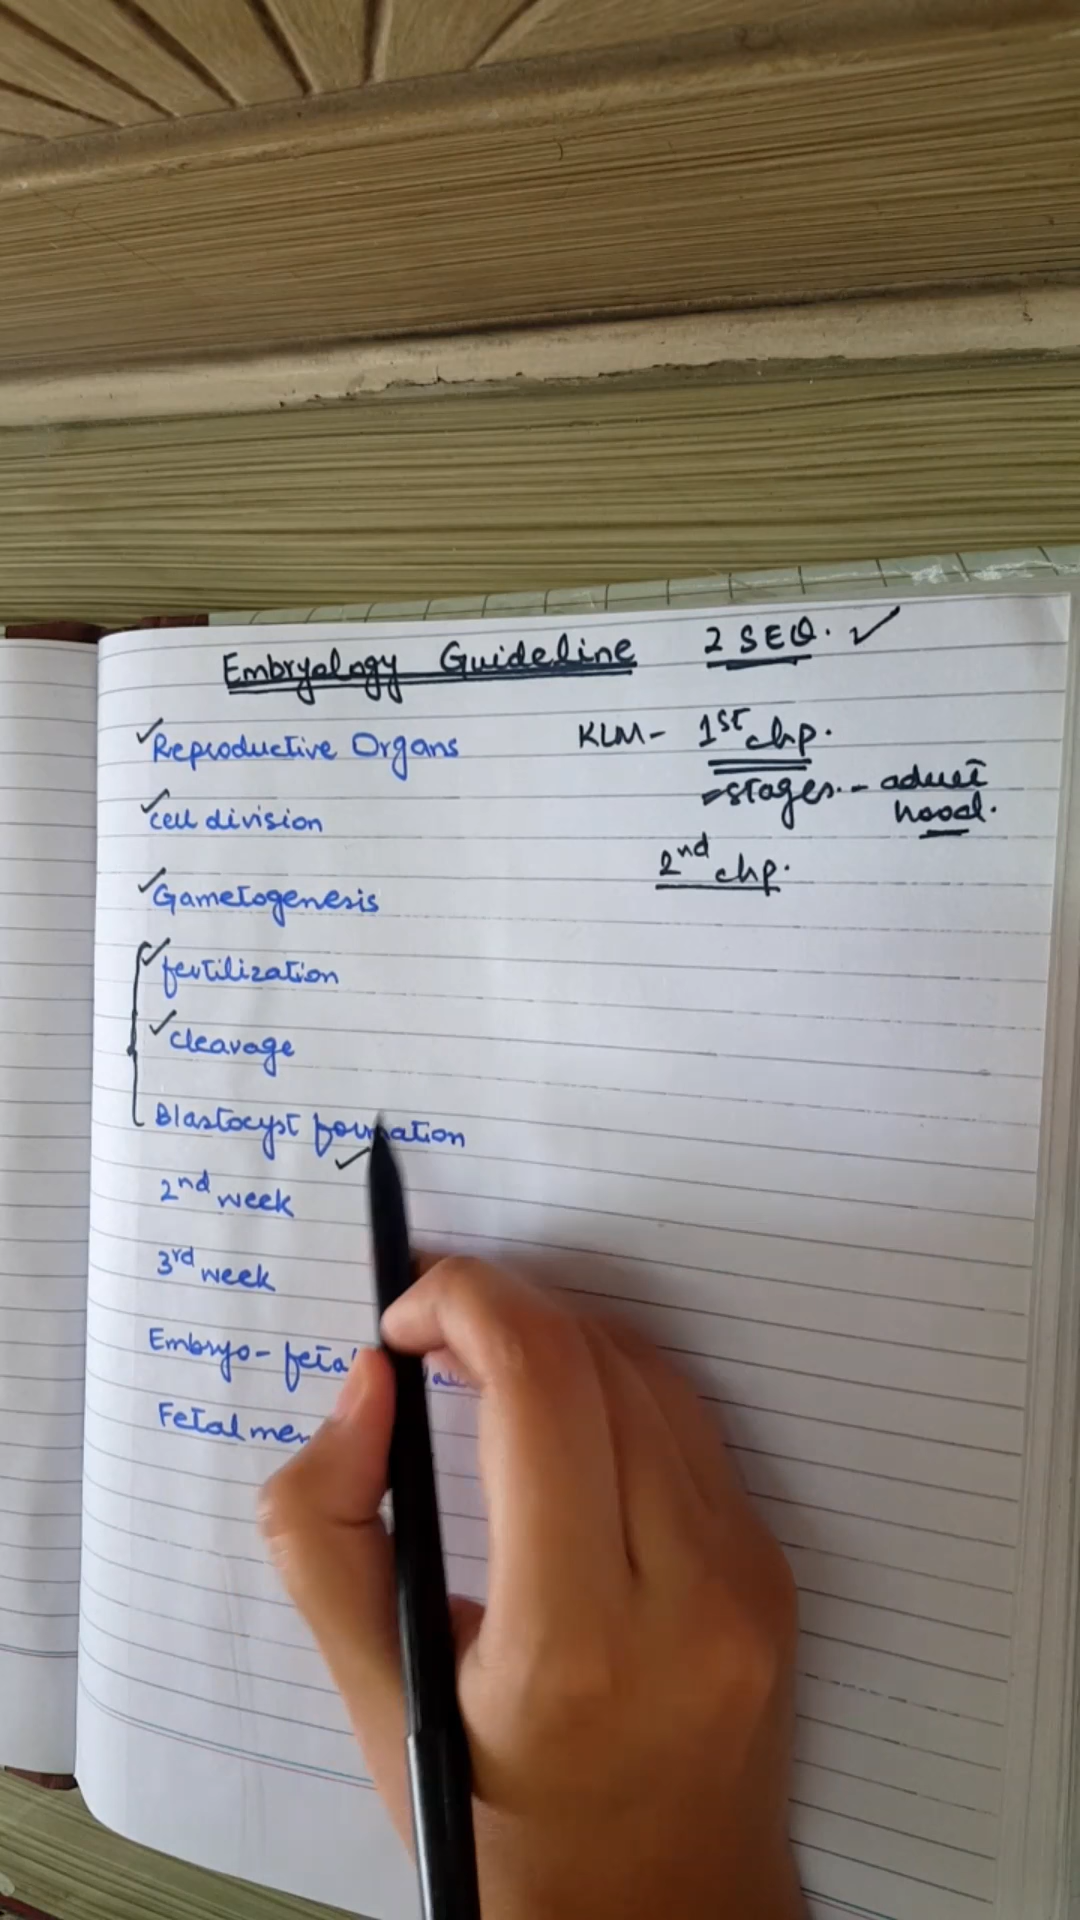 Embryology Guideline 2 SEQ.
Reproductive Organs KLM- 1st chp.
stages. - adult
cell division hood.
2nd chp.
Gametogenesis
fertilization
cleavage
Blastocyst formation
2nd week
3rd week
Embryo-
Fetal